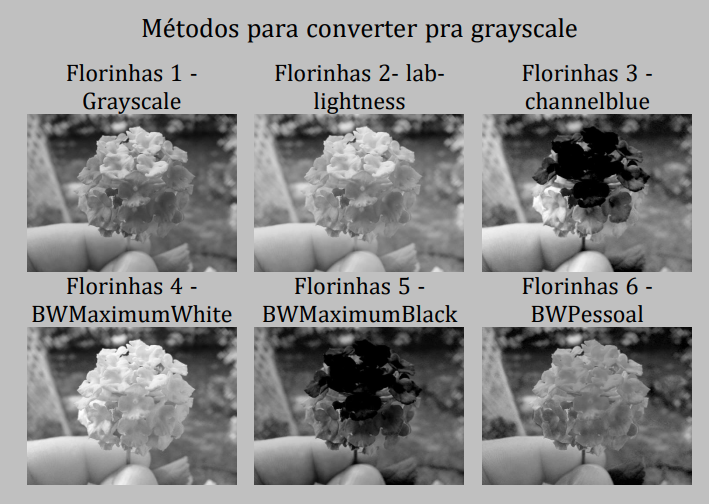 Métodos para converter pra grayscale
Florinhas 1 -
Grayscale
Florinhas 2- lab-
lightness
Florinhas 3 -
channelblue
Florinhas 4 -
BWMaximumWhite
Florinhas 5 -
BWMaximumBlack
Florinhas 6 -
BWPessoal